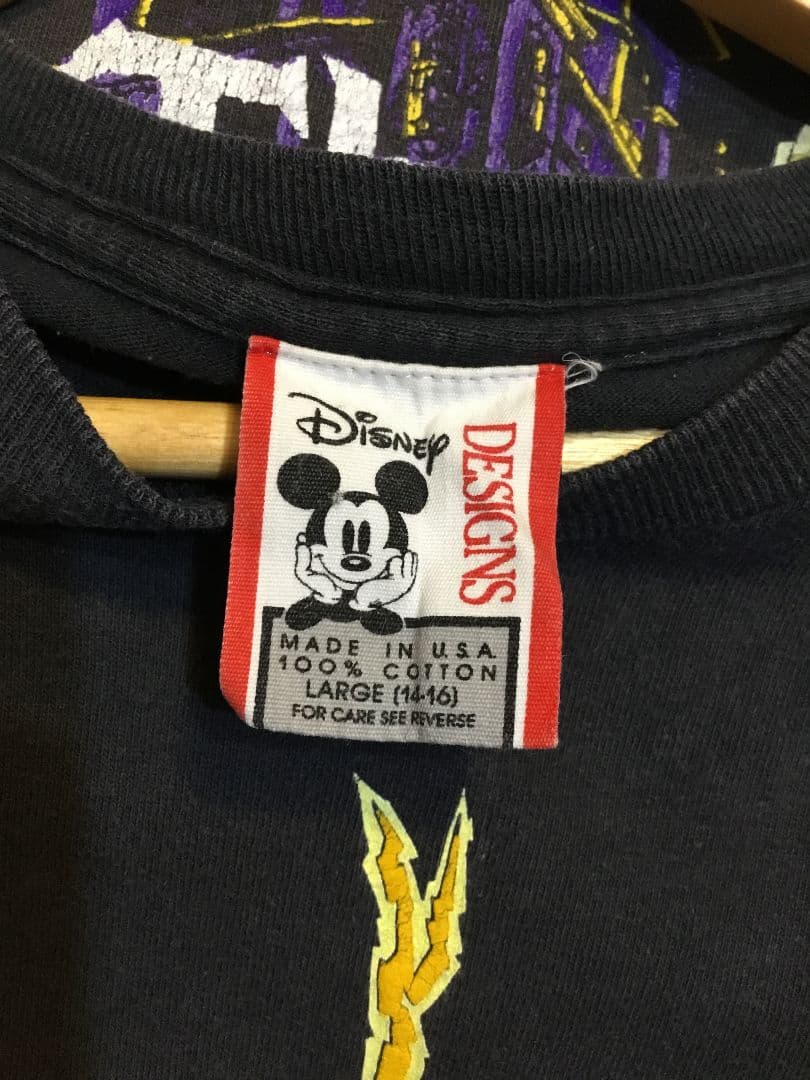 Disney
DESIGNS
MADE IN U.S.A.
100% COTTON
LARGE (14-16)
FOR CARE SEE REVERSE